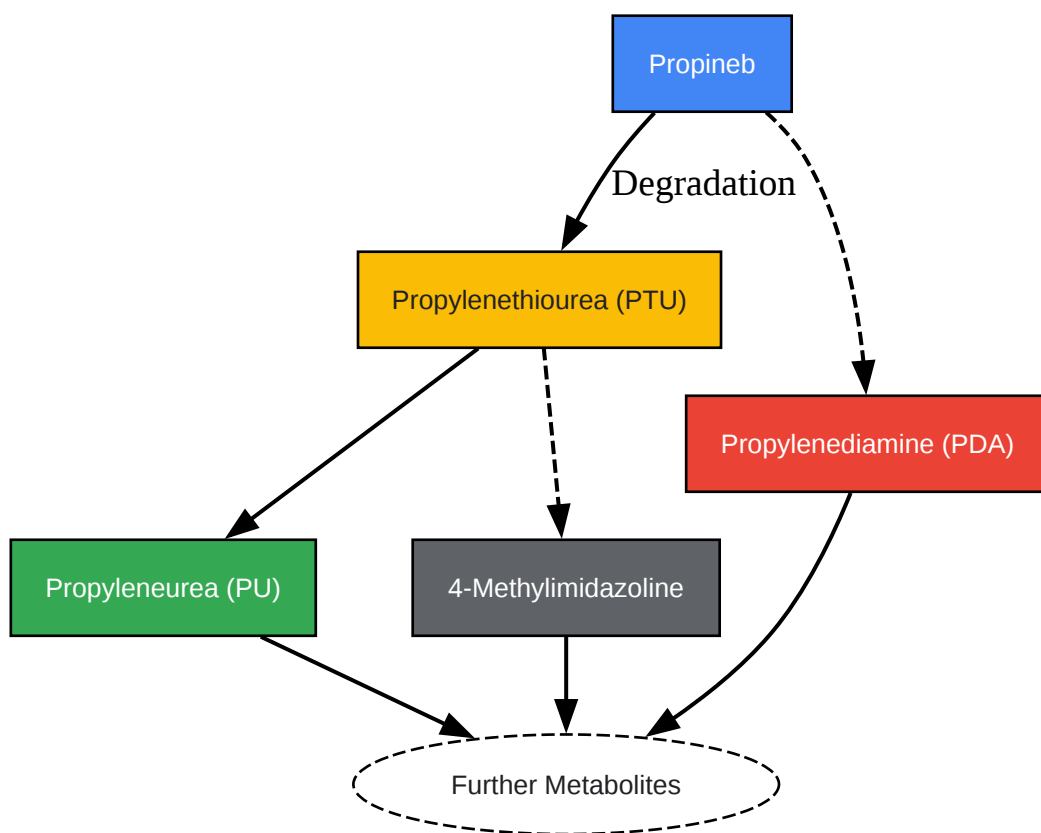 Propineb
Degradation
Propylenethiourea (PTU)
Propylenediamine (PDA)
Propyleneurea (PU)
4-Methylimidazoline
Further Metabolites